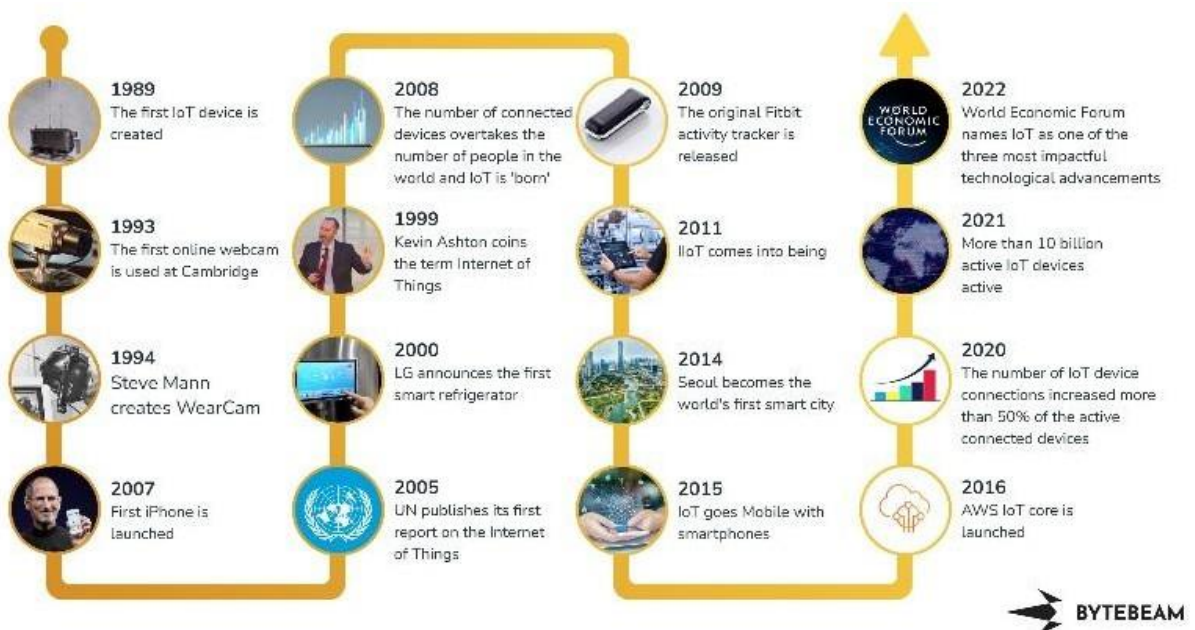 1989
The first IoT device is
created
1993
The first online webcam
is used at Cambridge
1994
Steve Mann
creates WearCam
2007
First iPhone is
launched
2008
The number of connected
devices overtakes the
number of people in the
world and IoT is 'born'
1999
Kevin Ashton coins
the term Internet of
Things
2000
LG announces the first
smart refrigerator
2005
UN publishes its first
report on the Internet
of Things
2009
The original Fitbit
activity tracker is
released
2011
IIoT comes into being
2014
Seoul becomes the
world's first smart city
2015
IoT goes Mobile with
smartphones
WORLD
ECONOMIC
FORUM
2022
World Economic Forum
names IoT as one of the
three most impactful
technological advancements
2021
More than 10 billion
active IoT devices
active
2020
The number of IoT device
connections increased more
than 50% of the active
connected devices
2016
AWS IoT core is
launched
BYTEBEAM